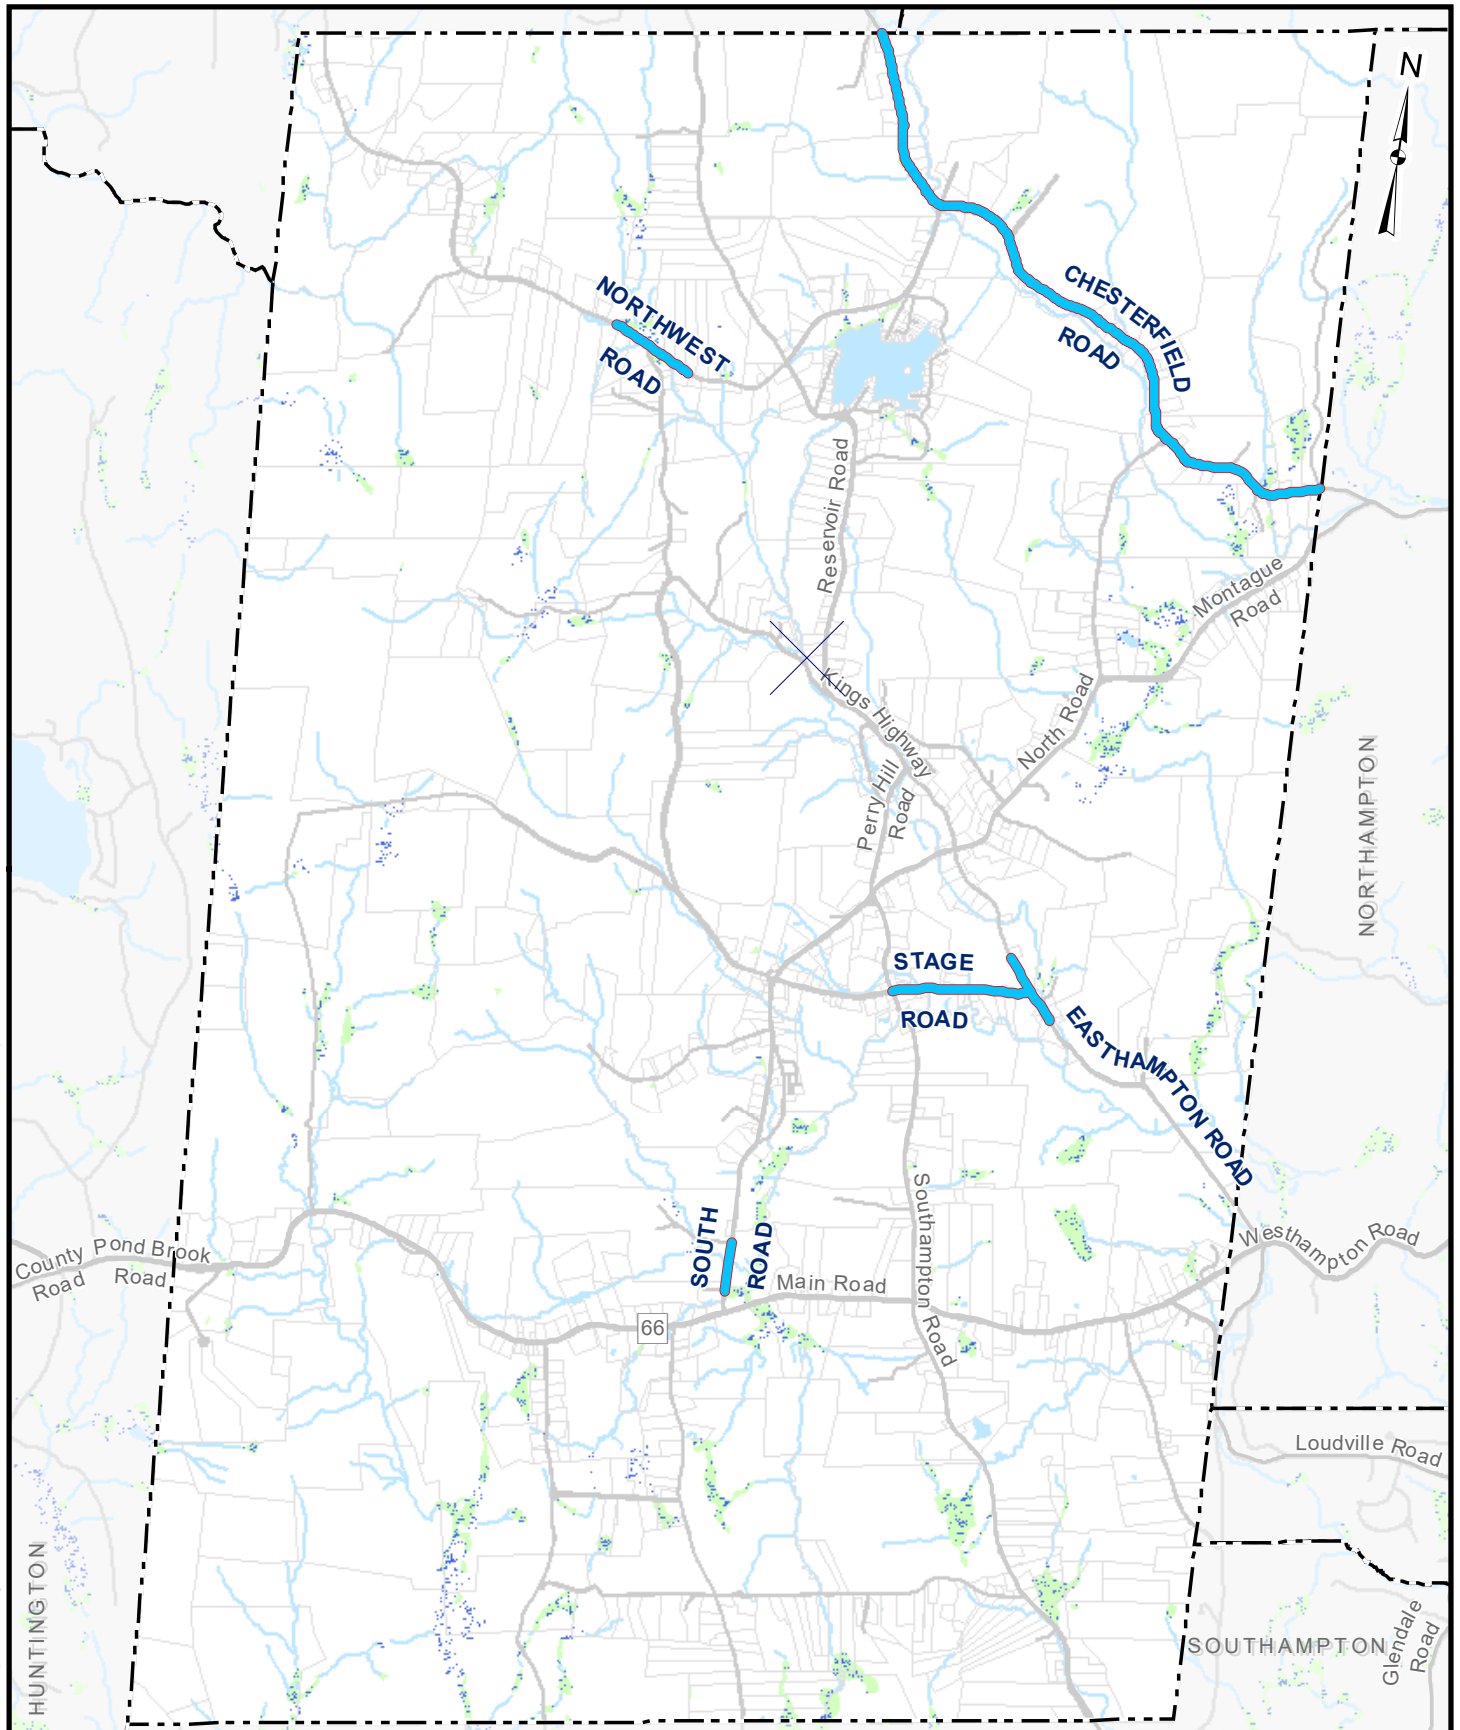 N
CHESTERFIELD
ROAD
NORTHWEST
ROAD
Reservoir Road
Montague
Road
Kings Highway
North Road
Perry Hill
Road
NORTHAMPTON
STAGE
ROAD
EASTHAMPTON ROAD
SOUTH
ROAD
Southampton Road
Westhampton Road
County Road
Pond Brook
Road
Main Road
66
Loudville Road
HUNTINGTON
SOUTHAMPTON
Glendale
Road